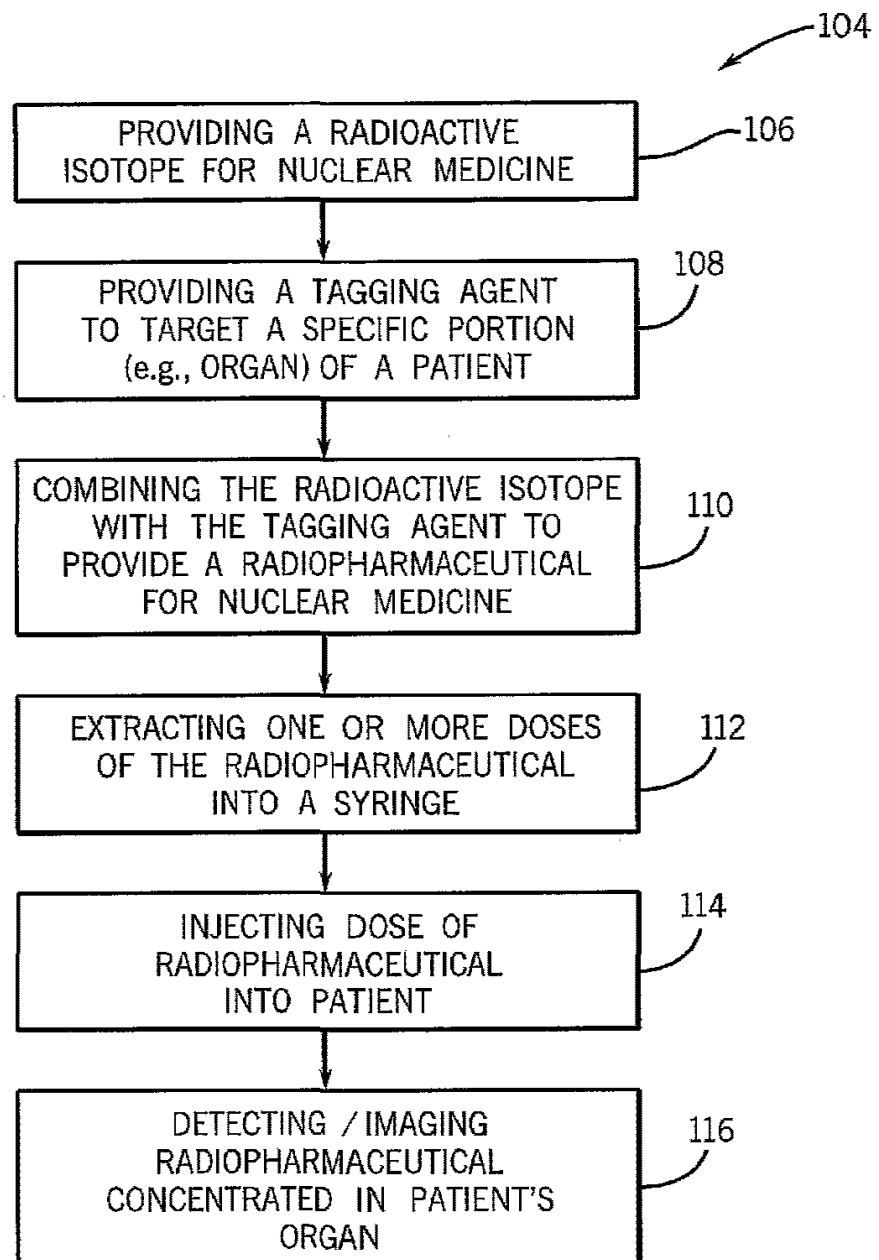 104
PROVIDING A RADIOACTIVE
ISOTOPE FOR NUCLEAR MEDICINE
106
PROVIDING A TAGGING AGENT
TO TARGET A SPECIFIC PORTION
(e.g., ORGAN) OF A PATIENT
108
COMBINING THE RADIOACTIVE ISOTOPE
WITH THE TAGGING AGENT TO
PROVIDE A RADIOPHARMACEUTICAL
FOR NUCLEAR MEDICINE
110
EXTRACTING ONE OR MORE DOSES
OF THE RADIOPHARMACEUTICAL
INTO A SYRINGE
112
INJECTING DOSE OF
RADIOPHARMACEUTICAL
INTO PATIENT
114
DETECTING / IMAGING
RADIOPHARMACEUTICAL
CONCENTRATED IN PATIENT'S
ORGAN
116